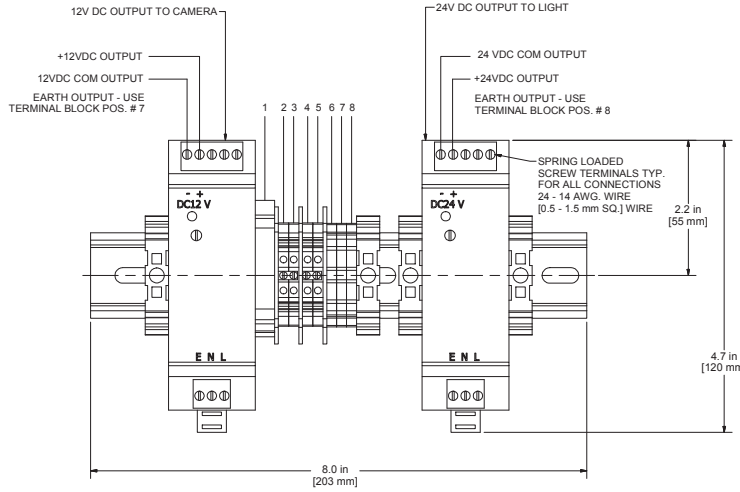 12V DC OUTPUT TO CAMERA
24V DC OUTPUT TO LIGHT
+12VDC OUTPUT
12VDC COM OUTPUT
EARTH OUTPUT - USE
TERMINAL BLOCK POS. # 7
24 VDC COM OUTPUT
+24VDC OUTPUT
EARTH OUTPUT - USE
TERMINAL BLOCK POS. # 8
1 2 3 4 5 6 7 8
SPRING LOADED
SCREW TERMINALS TYP.
FOR ALL CONNECTIONS
24 - 14 AWG. WIRE
[0.5 - 1.5 mm SQ.] WIRE
- +
DC12 V
- +
DC24 V
2.2 in
[55 mm]
E N L
E N L
4.7 in
[120 mm
8.0 in
[203 mm]